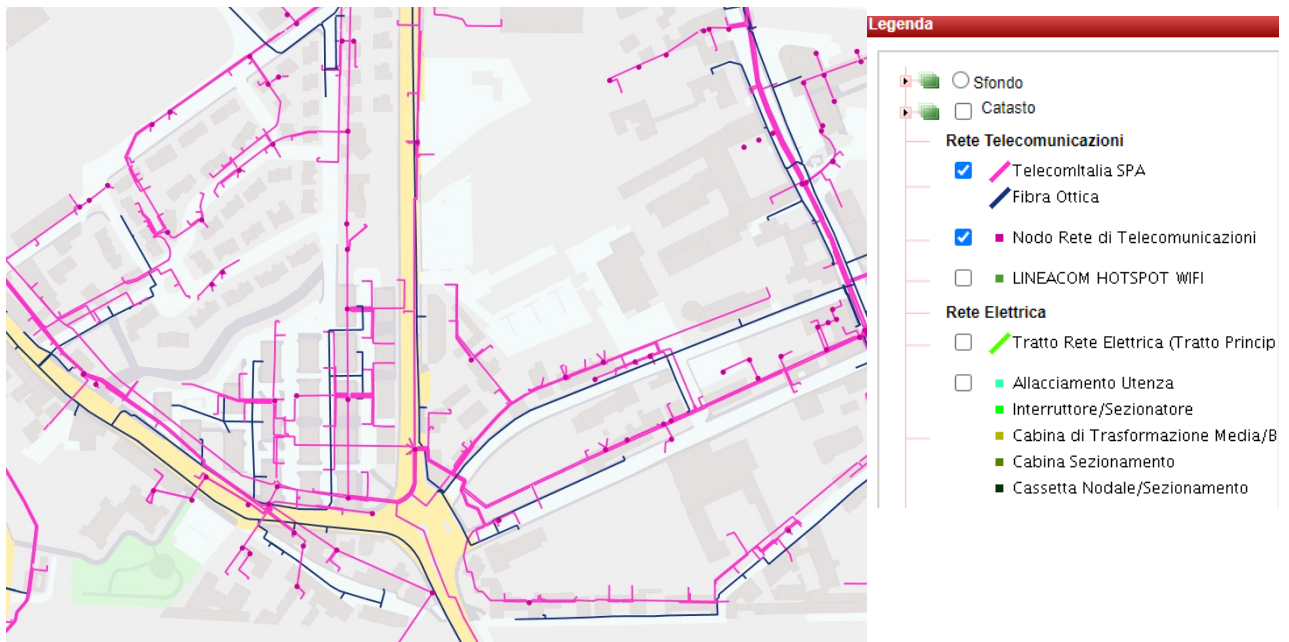 Legenda
Sfondo
Catasto
Rete Telecomunicazioni
TelecomItalia SPA
Fibra Ottica
Nodo Rete di Telecomunicazioni
LINEACOM HOTSPOT WIFI
Rete Elettrica
Tratto Rete Elettrica (Tratto Princip
Allacciamento Utenza
Interruttore/Sezionatore
Cabina di Trasformazione Media/B
Cabina Sezionamento
Cassetta Nodale/Sezionamento